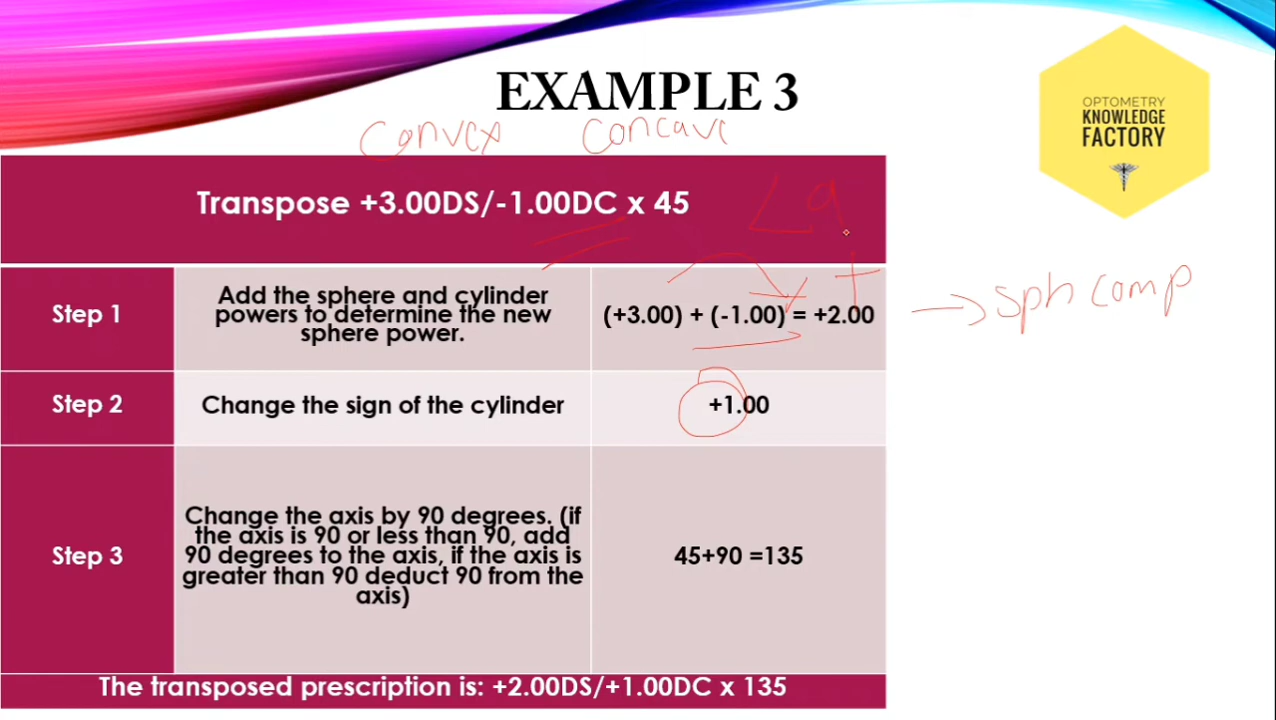 EXAMPLE 3
OPTOMETRY
KNOWLEDGE
FACTORY
Convex concave
Transpose +3.00DS/-1.00DC x 45
Step 1
Add the sphere and cylinder
powers to determine the new
sphere power.
(+3.00) + (-1.00) = +2.00
+
sph comp
Step 2
Change the sign of the cylinder
+1.00
Step 3
Change the axis by 90 degrees. (if
the axis is 90 or less than 90, add
90 degrees to the axis, if the axis is
greater than 90 deduct 90 from the
axis)
45+90 =135
The transposed prescription is: +2.00DS/+1.00DC x 135